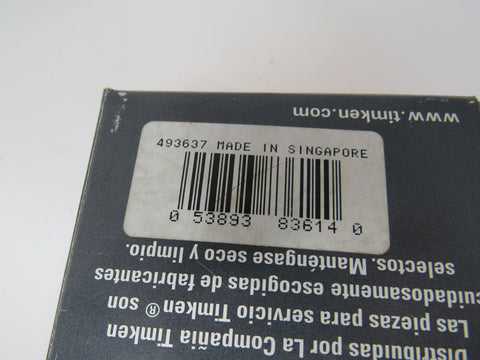 493637 MADE IN SINGAPORE
0 53893 83614 0
Distribuidas por La Compañia Timken
Las piezas para servicio Timken® son
cuidadosamente escogidas de fabricantes
selectos. Manténgase seco y limpio.
www.timken.com